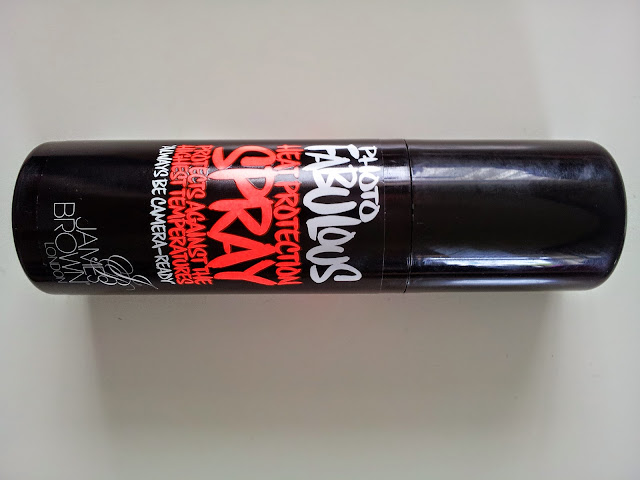 PHOTO
FABULOUS
HEAT PROTECTION
SPRAY
PROTECTS AGAINST THE
HIGHEST TEMPERATURES
ALWAYS BE CAMERA-READY
JAMES
BROWN
LONDON